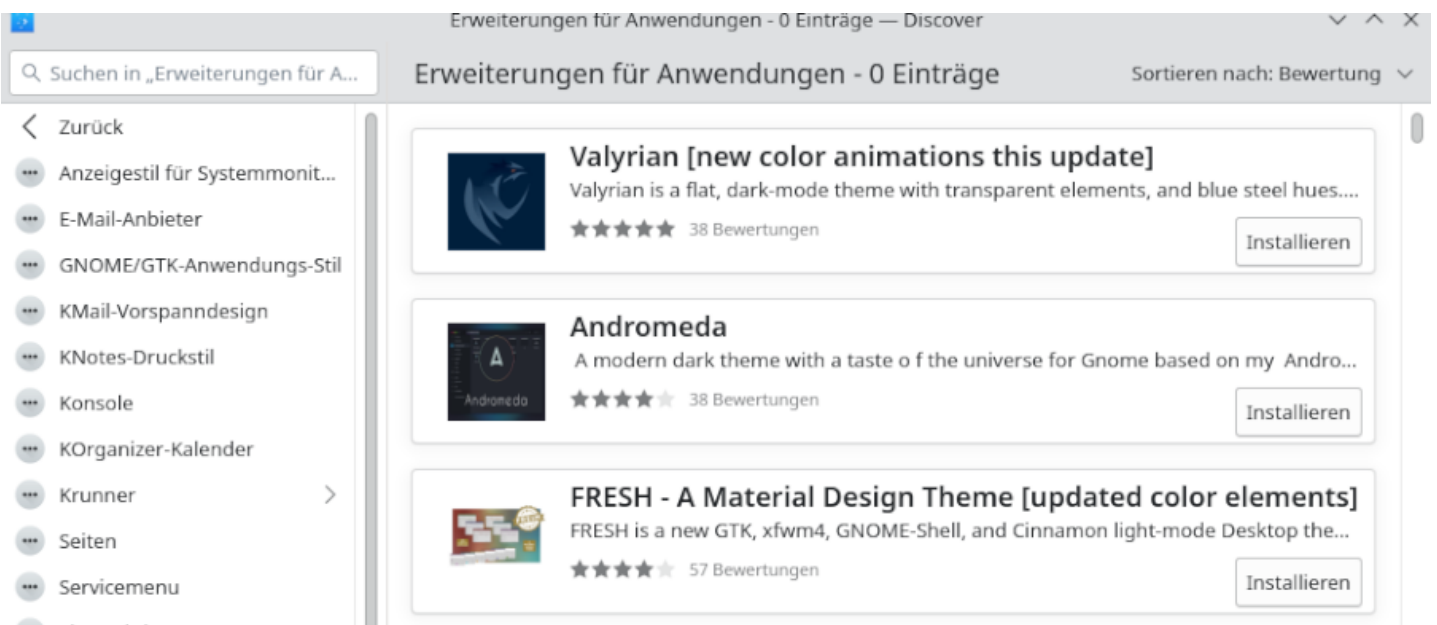 Erweiterungen für Anwendungen - 0 Einträge — Discover
Suchen in „Erweiterungen für A...
Erweiterungen für Anwendungen - 0 Einträge
Sortieren nach: Bewertung
Zurück
Anzeigestil für Systemmonit...
E-Mail-Anbieter
GNOME/GTK-Anwendungs-Stil
KMail-Vorspanndesign
KNotes-Druckstil
Konsole
KOrganizer-Kalender
Krunner
Seiten
Servicemenu
Valyrian [new color animations this update]
Valyrian is a flat, dark-mode theme with transparent elements, and blue steel hues....
38 Bewertungen
Installieren
Andromeda
Andromeda
A modern dark theme with a taste o f the universe for Gnome based on my Andro...
38 Bewertungen
Installieren
FRESH - A Material Design Theme [updated color elements]
FRESH is a new GTK, xfwm4, GNOME-Shell, and Cinnamon light-mode Desktop the...
57 Bewertungen
Installieren